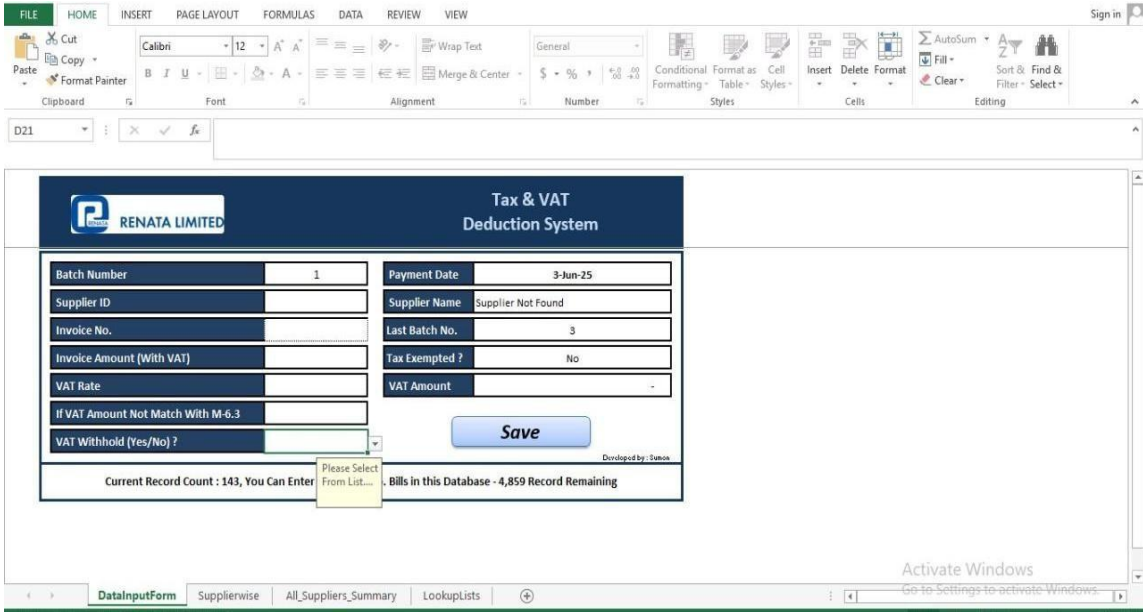 FILE HOME INSERT PAGE LAYOUT FORMULAS DATA REVIEW VIEW Sign in
Cut
Copy
Format Painter
Paste
Calibri 12
Wrap Text
Merge & Center
General
Conditional Formatting
Format as Table
Cell Styles
Insert Delete Format
AutoSum
Fill
Clear
Sort & Filter
Find & Select
Clipboard Font Alignment Number Styles Cells Editing
D21
RENATA LIMITED
Tax & VAT
Deduction System
Batch Number 1 Payment Date 3-Jun-25
Supplier ID Supplier Name Supplier Not Found
Invoice No. Last Batch No. 3
Invoice Amount (With VAT) Tax Exempted ? No
VAT Rate VAT Amount -
If VAT Amount Not Match With M-6.3
VAT Withhold (Yes/No) ?
Save
Developed by : Sumon
Please Select
From List....
Current Record Count : 143, You Can Enter . Bills in this Database - 4,859 Record Remaining
Activate Windows
Go to Settings to activate Windows.
DataInputForm Supplierwise All_Suppliers_Summary LookupLists